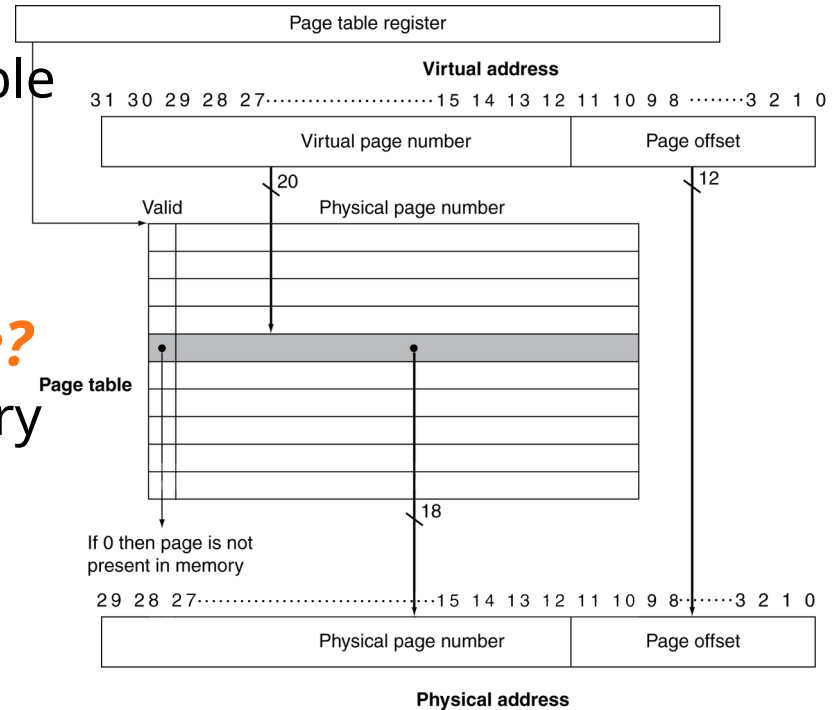 Page table register
ble
Virtual address
31 30 29 28 27························15 14 13 12 11 10 9 8 ········3 2 1 0
Virtual page number Page offset
20 12
Valid Physical page number
?
Page table
ry
18
If 0 then page is not
present in memory
29 28 27··································15 14 13 12 11 10 9 8········3 2 1 0
Physical page number Page offset
Physical address